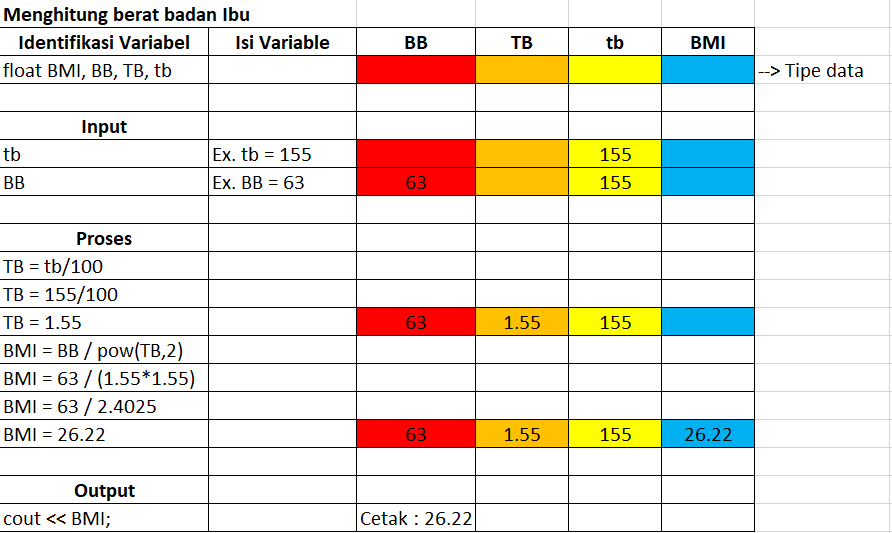 Menghitung berat badan Ibu
Identifikasi Variabel Isi Variable BB TB tb BMI
float BMI, BB, TB, tb --> Tipe data
Input
tb Ex. tb = 155 155
BB Ex. BB = 63 63 155
Proses
TB = tb/100
TB = 155/100
TB = 1.55 63 1.55 155
BMI = BB / pow(TB,2)
BMI = 63 / (1.55*1.55)
BMI = 63 / 2.4025
BMI = 26.22 63 1.55 155 26.22
Output
cout << BMI; Cetak : 26.22